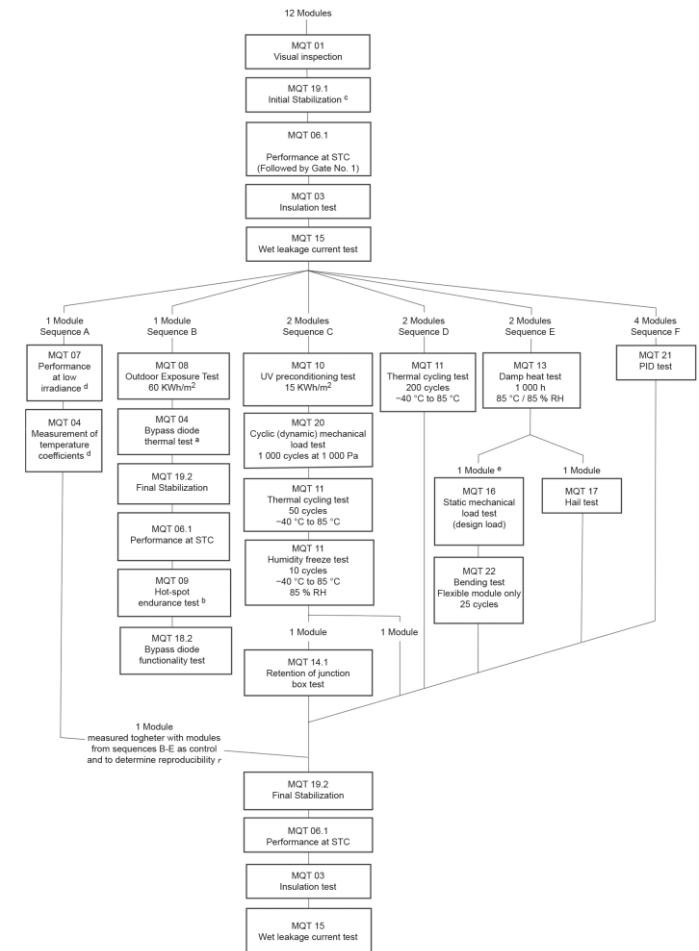 12 Modules
MQT 01
Visual inspection
MQT 19.1
Initial Stabilization c
MQT 06.1
Performance at STC
(Followed by Gate No. 1)
MQT 03
Insulation test
MQT 15
Wet leakage current test
1 Module
Sequence A
MQT 07
Performance
at low
irradiance d
MQT 04
Measurement of
temperature
coefficients d
1 Module
Sequence B
MQT 08
Outdoor Exposure Test
60 KWh/m2
MQT 04
Bypass diode
thermal test a
MQT 19.2
Final Stabilization
MQT 06.1
Performance at STC
MQT 09
Hot-spot
endurance test b
MQT 18.2
Bypass diode
functionality test
2 Modules
Sequence C
MQT 10
UV preconditioning test
15 KWh/m2
MQT 20
Cyclic (dynamic) mechanical
load test
1 000 cycles at 1 000 Pa
MQT 11
Thermal cycling test
50 cycles
−40 °C to 85 °C
MQT 11
Humidity freeze test
10 cycles
−40 °C to 85 °C
85 % RH
1 Module
1 Module
MQT 14.1
Retention of junction
box test
2 Modules
Sequence D
MQT 11
Thermal cycling test
200 cycles
−40 °C to 85 °C
2 Modules
Sequence E
MQT 13
Damp heat test
1 000 h
85 °C / 85 % RH
1 Module e
MQT 16
Static mechanical
load test
(design load)
MQT 22
Bending test
Flexible module only
25 cycles
1 Module
MQT 17
Hail test
4 Modules
Sequence F
MQT 21
PID test
1 Module
measured togheter with modules
from sequences B-E as control
and to determine reproducibility r
MQT 19.2
Final Stabilization
MQT 06.1
Performance at STC
MQT 03
Insulation test
MQT 15
Wet leakage current test